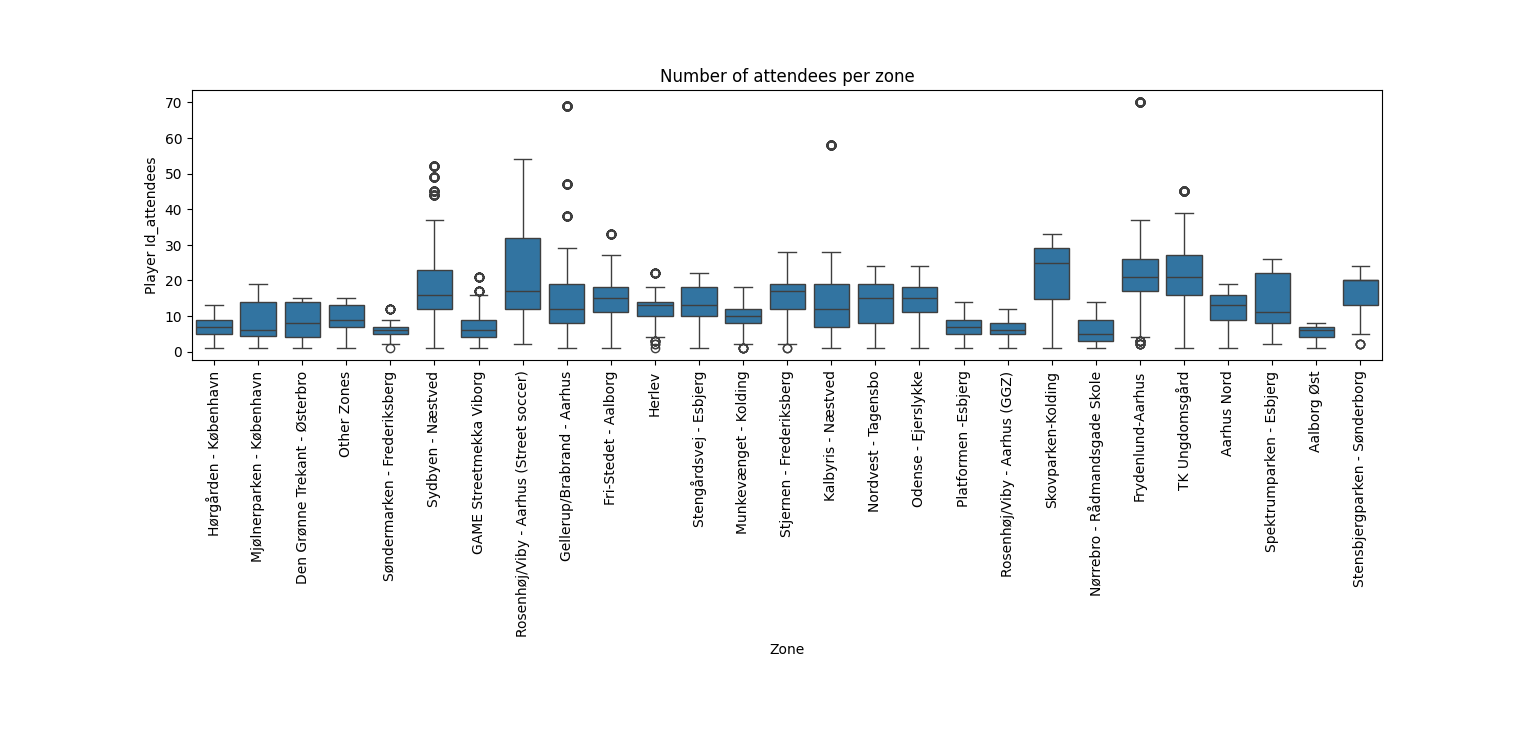 Number of attendees per zone
Player Id_attendees
70
60
50
40
30
20
10
0
Hørgården - København
Mjølnerparken - København
Den Grønne Trekant - Østerbro
Other Zones
Søndermarken - Frederiksberg
Sydbyen - Næstved
GAME Streetmekka Viborg
Rosenhøj/Viby - Aarhus (Street soccer)
Gellerup/Brabrand - Aarhus
Fri-Stedet - Aalborg
Herlev
Stengårdsvej - Esbjerg
Munkevænget - Kolding
Stjernen - Frederiksberg
Kalbyris - Næstved
Nordvest - Tagensbo
Odense - Ejerslykke
Platformen -Esbjerg
Rosenhøj/Viby - Aarhus (GGZ)
Skovparken-Kolding
Nørrebro - Rådmandsgade Skole
Frydenlund-Aarhus
TK Ungdomsgård
Aarhus Nord
Spektrumparken - Esbjerg
Aalborg Øst
Stensbjergparken - Sønderborg
Zone